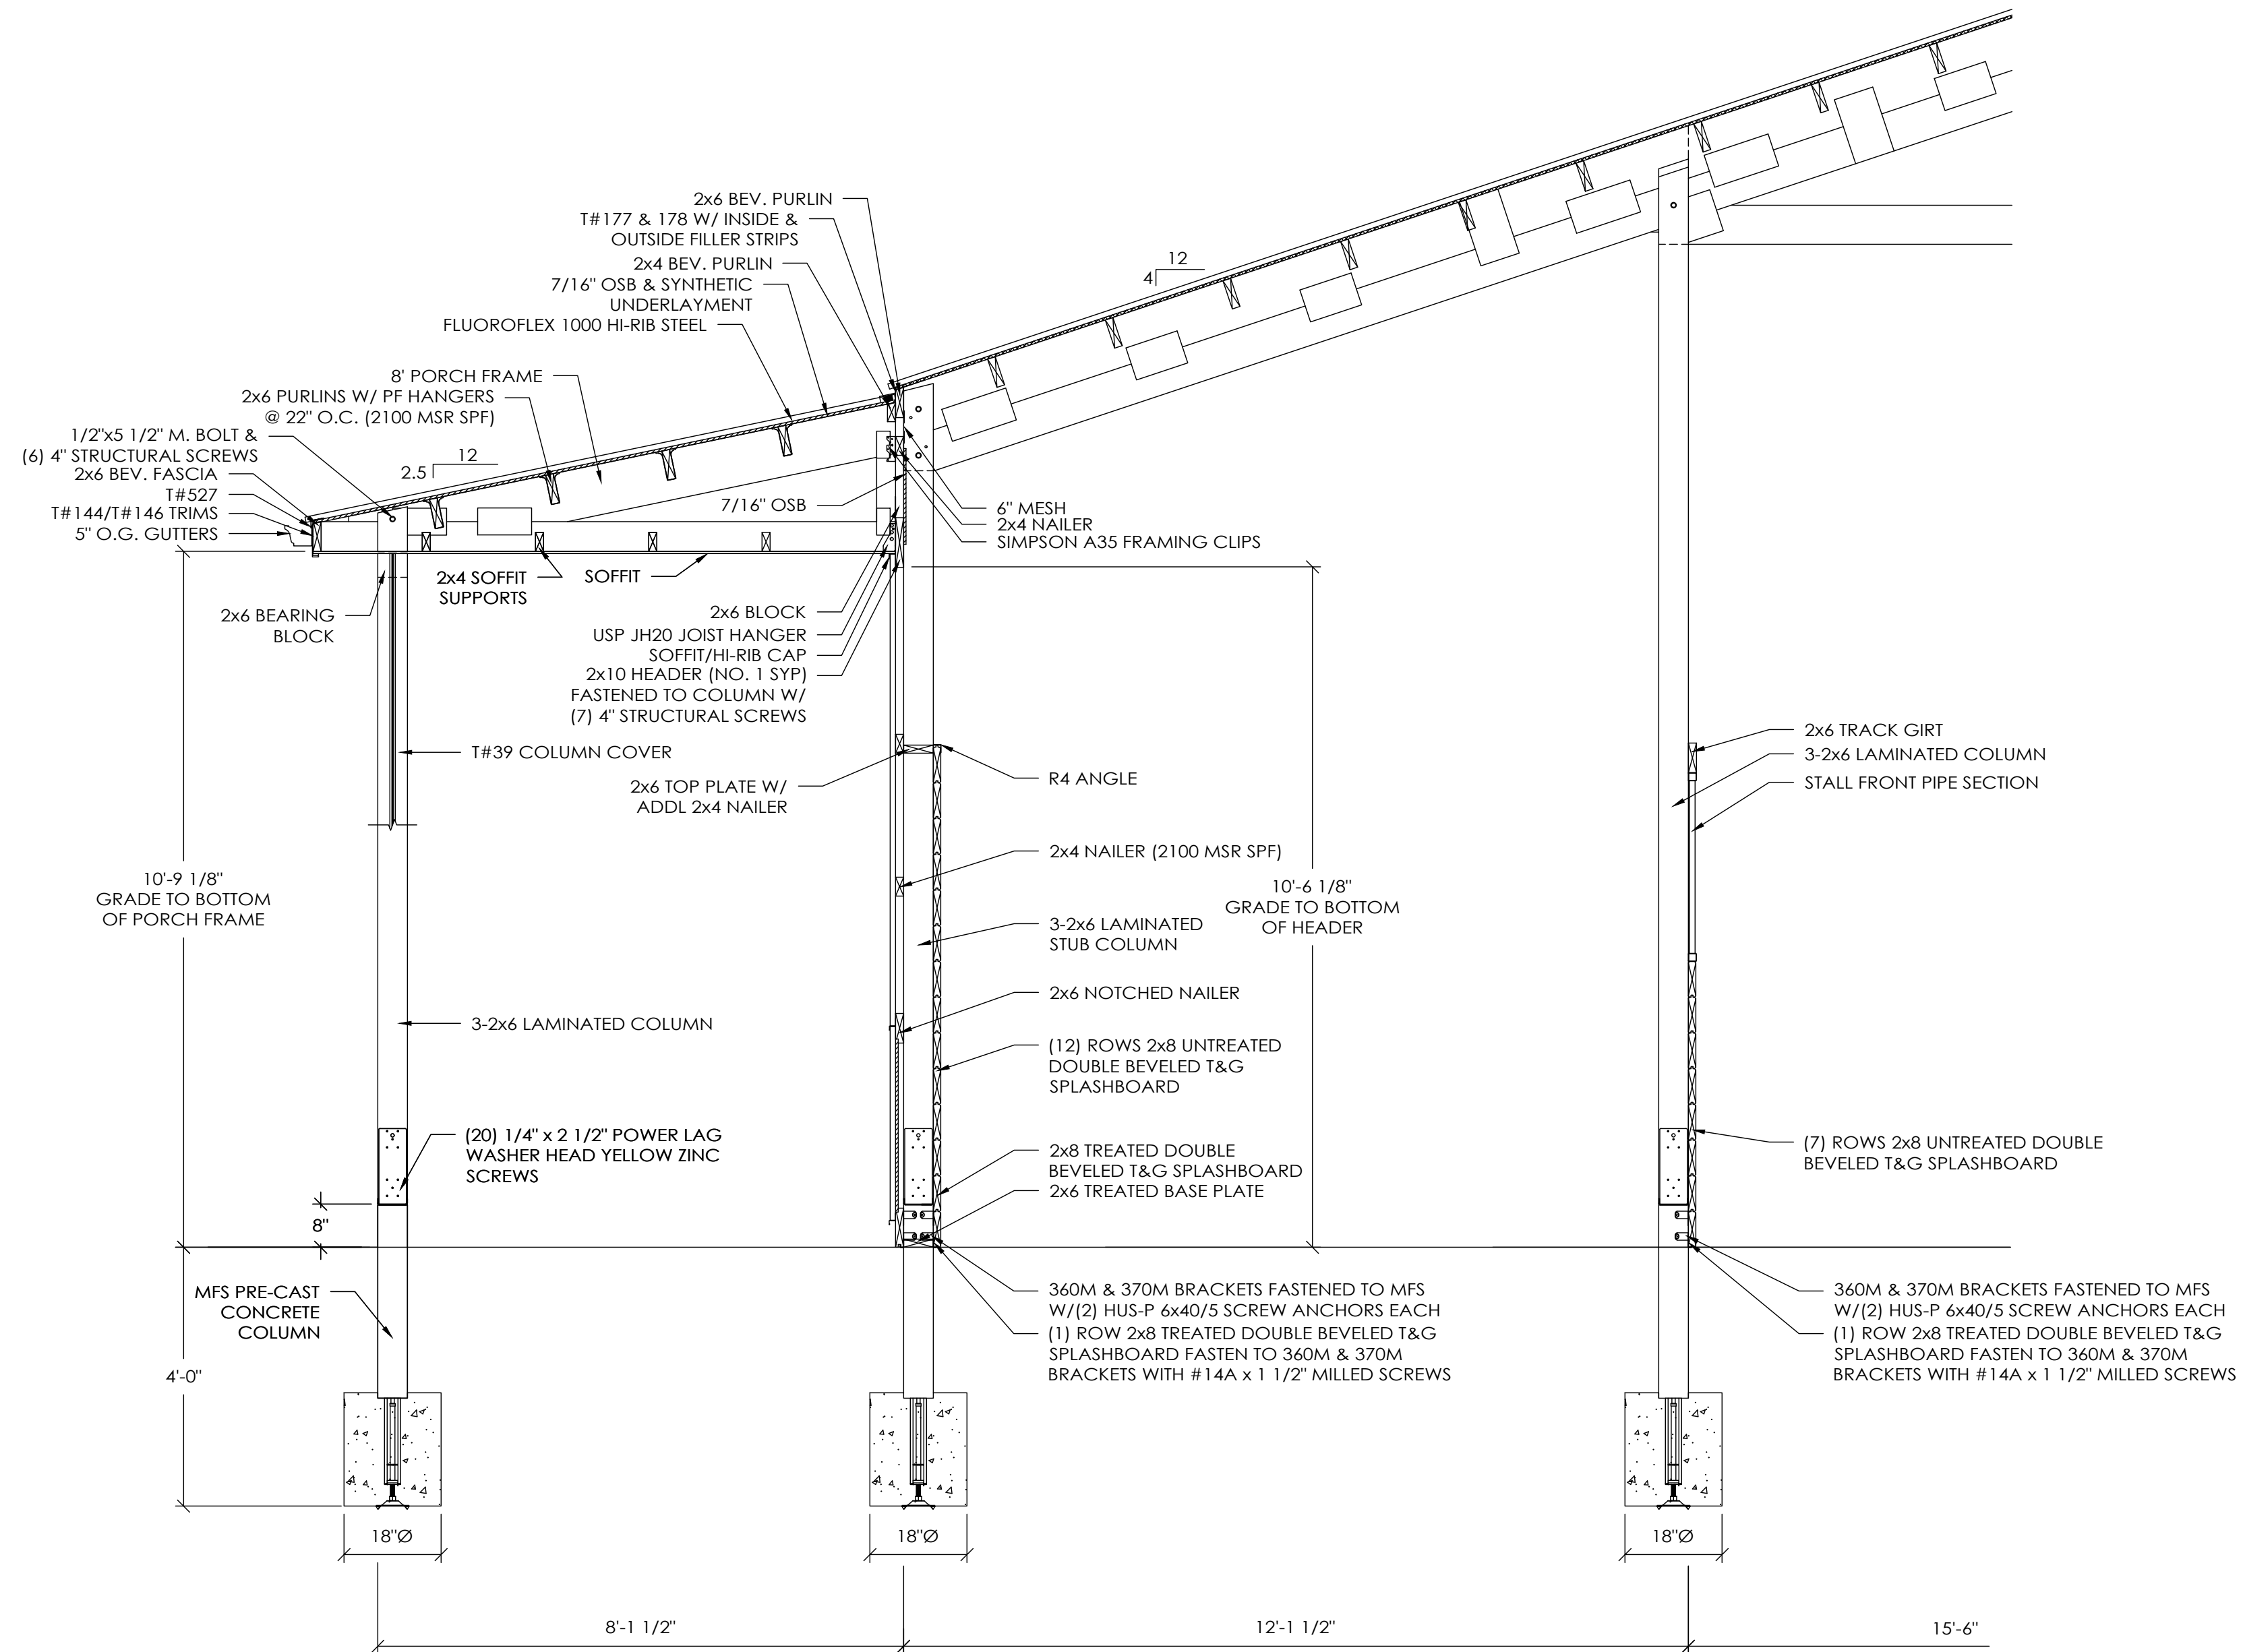 2x6 BEV. PURLIN
T#177 & 178 W/ INSIDE &
OUTSIDE FILLER STRIPS
2x4 BEV. PURLIN
7/16" OSB & SYNTHETIC
UNDERLAYMENT
FLUOROFLEX 1000 HI-RIB STEEL
8' PORCH FRAME
2x6 PURLINS W/ PF HANGERS
@ 22" O.C. (2100 MSR SPF)
1/2"x5 1/2" M. BOLT &
(6) 4" STRUCTURAL SCREWS
2x6 BEV. FASCIA
T#527
T#144/T#146 TRIMS
5" O.G. GUTTERS
12
2.5
12
4
7/16" OSB
6" MESH
2x4 NAILER
SIMPSON A35 FRAMING CLIPS
2x4 SOFFIT
SUPPORTS
SOFFIT
2x6 BEARING
BLOCK
2x6 BLOCK
USP JH20 JOIST HANGER
SOFFIT/HI-RIB CAP
2x10 HEADER (NO. 1 SYP)
FASTENED TO COLUMN W/
(7) 4" STRUCTURAL SCREWS
T#39 COLUMN COVER
2x6 TOP PLATE W/
ADDL 2x4 NAILER
R4 ANGLE
2x6 TRACK GIRT
3-2x6 LAMINATED COLUMN
STALL FRONT PIPE SECTION
10'-9 1/8"
GRADE TO BOTTOM
OF PORCH FRAME
2x4 NAILER (2100 MSR SPF)
10'-6 1/8"
GRADE TO BOTTOM
OF HEADER
3-2x6 LAMINATED
STUB COLUMN
2x6 NOTCHED NAILER
3-2x6 LAMINATED COLUMN
(12) ROWS 2x8 UNTREATED
DOUBLE BEVELED T&G
SPLASHBOARD
(20) 1/4" x 2 1/2" POWER LAG
WASHER HEAD YELLOW ZINC
SCREWS
2x8 TREATED DOUBLE
BEVELED T&G SPLASHBOARD
2x6 TREATED BASE PLATE
(7) ROWS 2x8 UNTREATED DOUBLE
BEVELED T&G SPLASHBOARD
8"
MFS PRE-CAST
CONCRETE
COLUMN
4'-0"
360M & 370M BRACKETS FASTENED TO MFS
W/(2) HUS-P 6x40/5 SCREW ANCHORS EACH
(1) ROW 2x8 TREATED DOUBLE BEVELED T&G
SPLASHBOARD FASTEN TO 360M & 370M
BRACKETS WITH #14A x 1 1/2" MILLED SCREWS
360M & 370M BRACKETS FASTENED TO MFS
W/(2) HUS-P 6x40/5 SCREW ANCHORS EACH
(1) ROW 2x8 TREATED DOUBLE BEVELED T&G
SPLASHBOARD FASTEN TO 360M & 370M
BRACKETS WITH #14A x 1 1/2" MILLED SCREWS
18"Ø
18"Ø
18"Ø
8'-1 1/2"
12'-1 1/2"
15'-6"